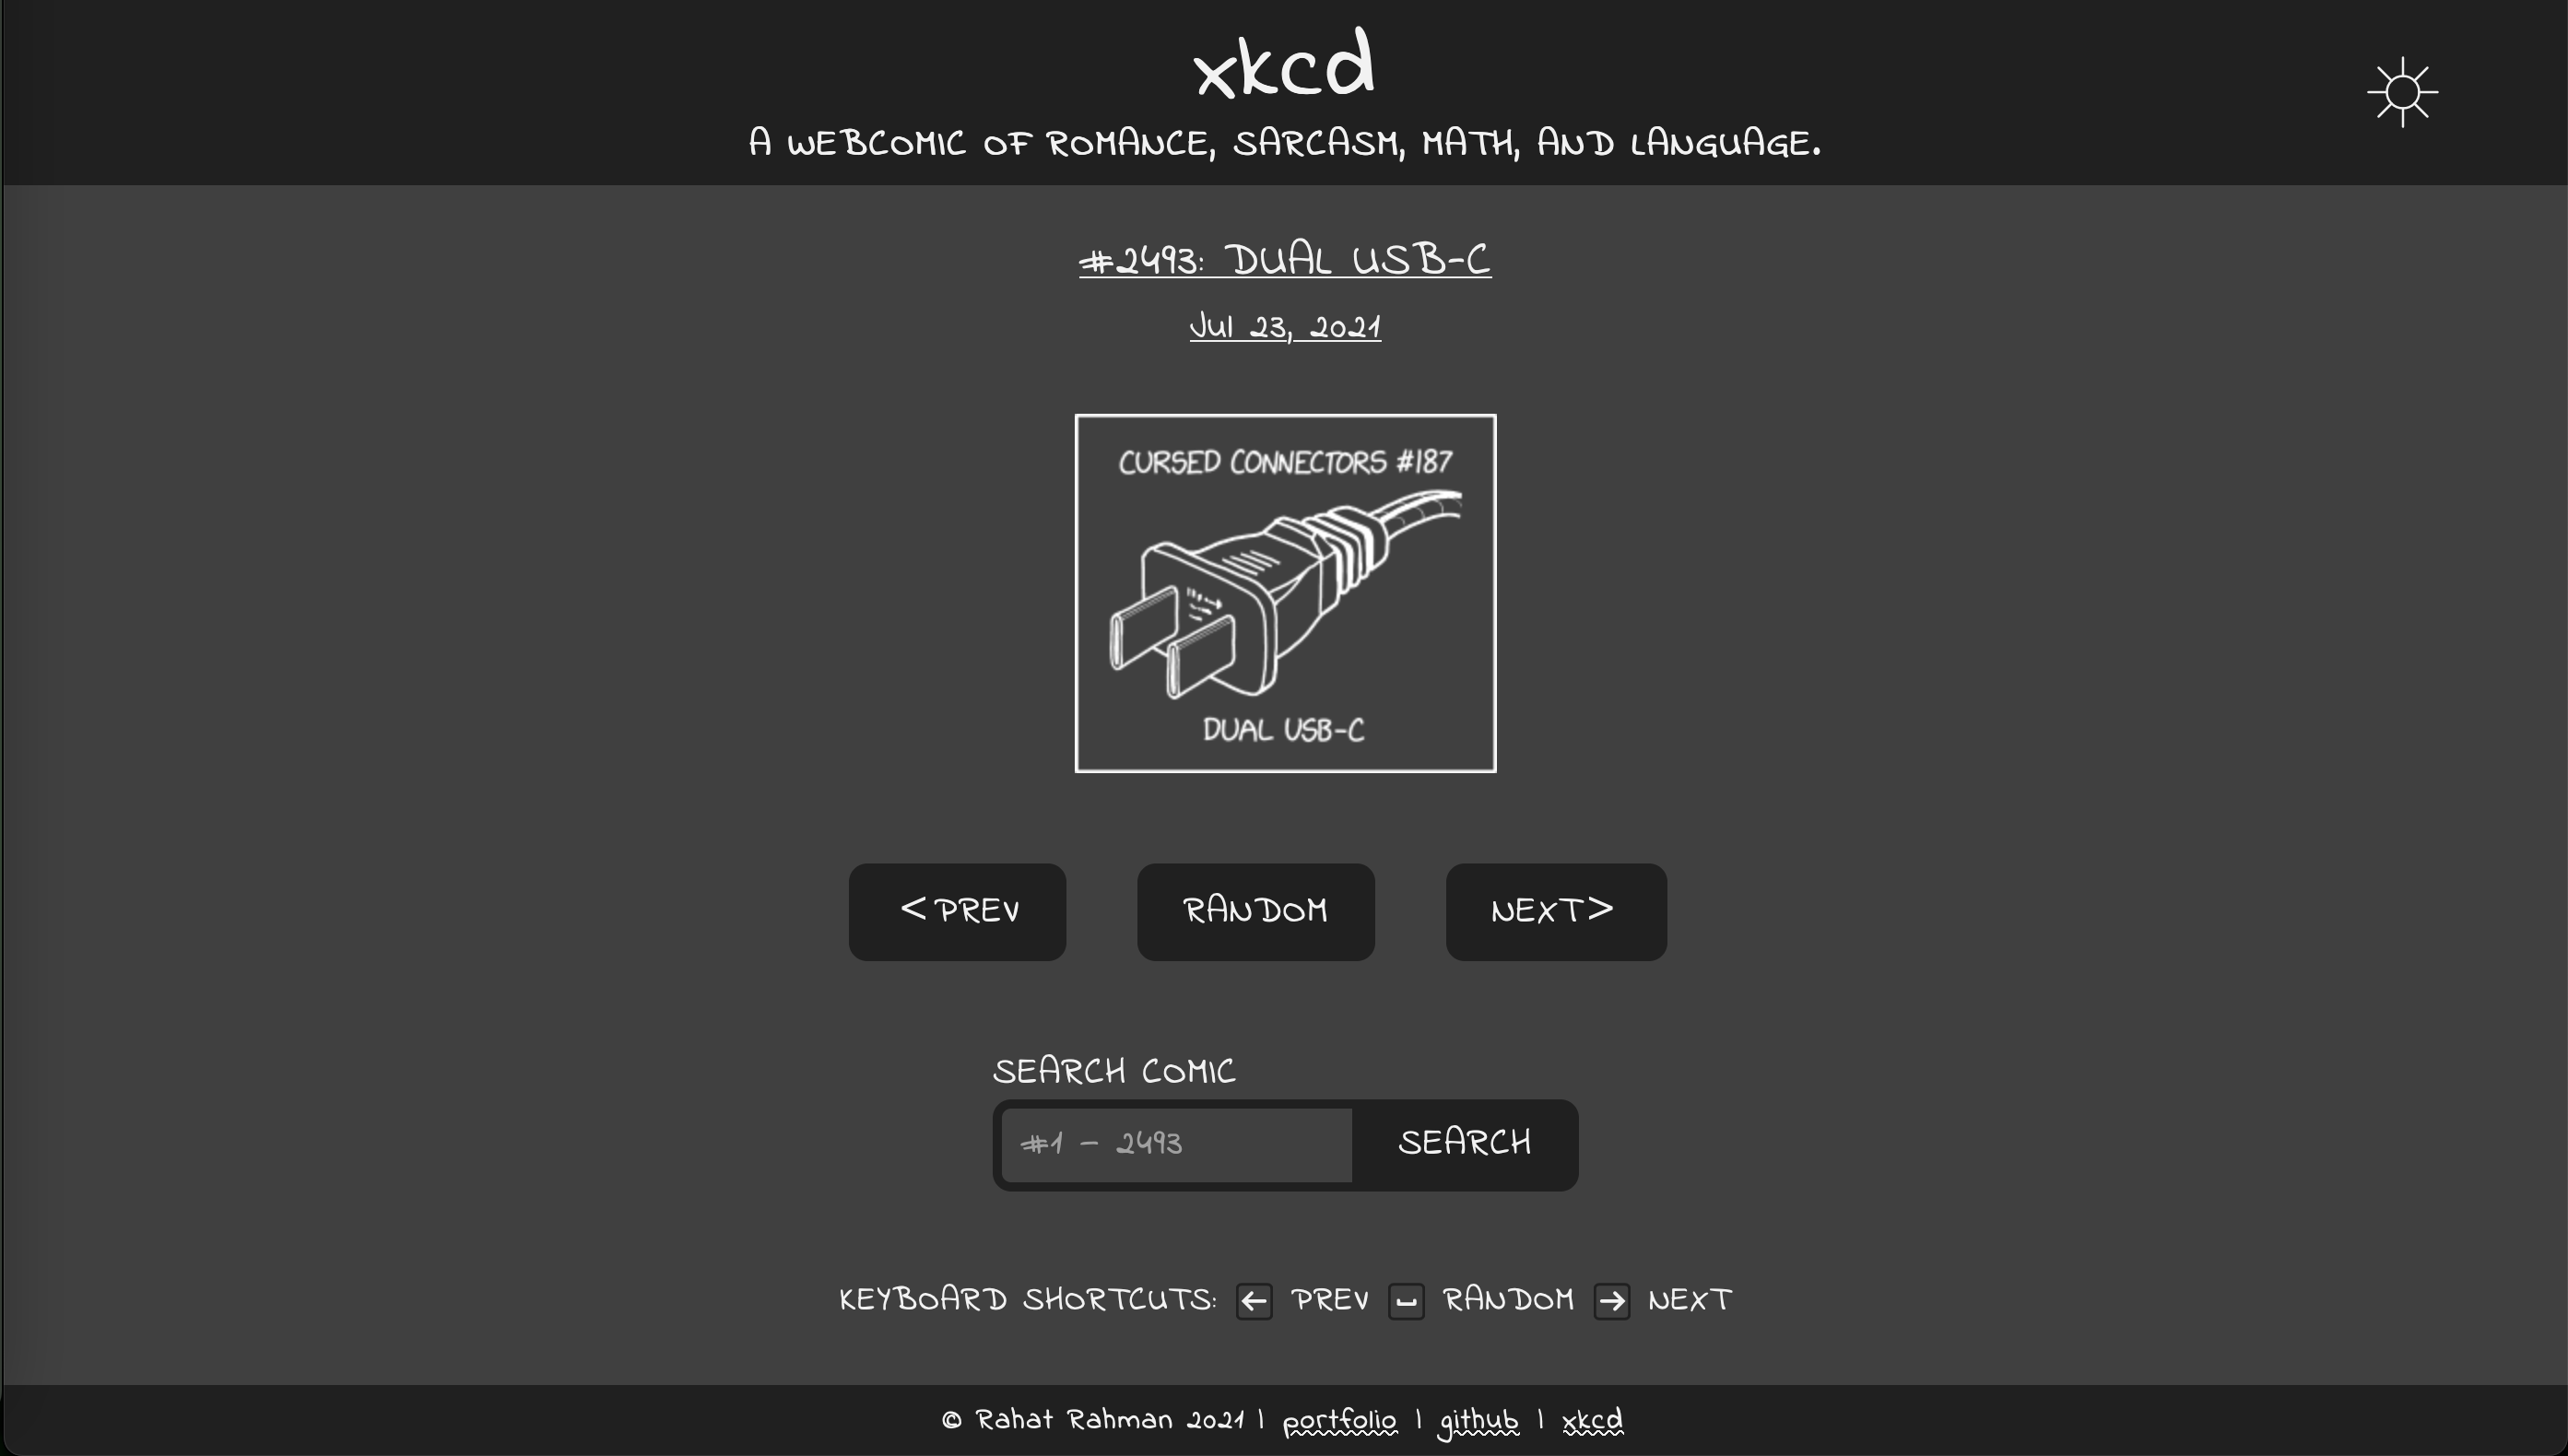 xkcd
A WEBCOMIC OF ROMANCE, SARCASM, MATH, AND LANGUAGE.
#2493: DUAL USB-C
Jul 23, 2021
CURSED CONNECTORS #187
DUAL USB-C
< PREV
RANDOM
NEXT >
SEARCH COMIC
#1 - 2493 SEARCH
KEYBOARD SHORTCUTS: ← PREV ⎵ RANDOM → NEXT
© Rahat Rahman 2021 | portfolio | github | xkcd